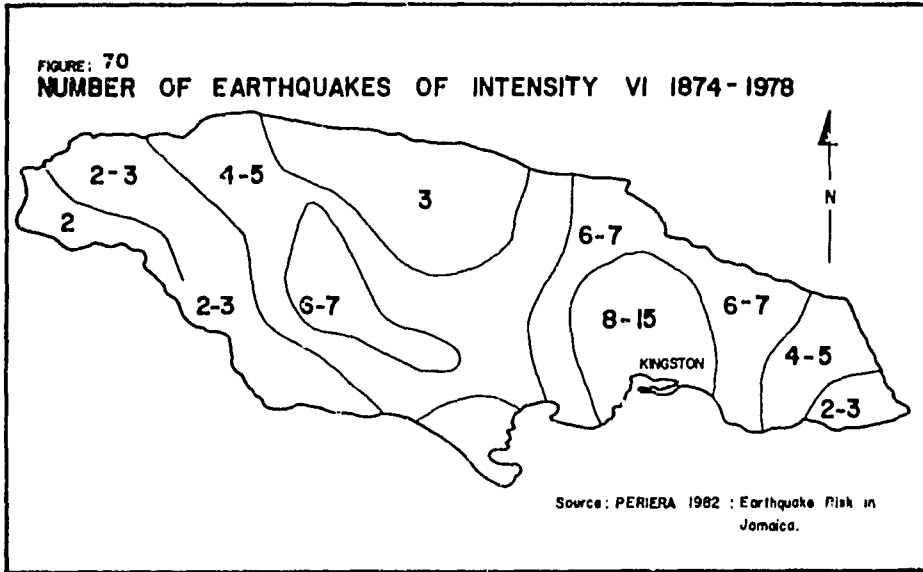 FIGURE: 70
NUMBER OF EARTHQUAKES OF INTENSITY VI 1874-1978
2-3
4-5
3
2
N
6-7
2-3
6-7
8-15
6-7
KINGSTON
4-5
2-3
Source: PERIERA 1982 : Earthquake Risk in
Jamaica.